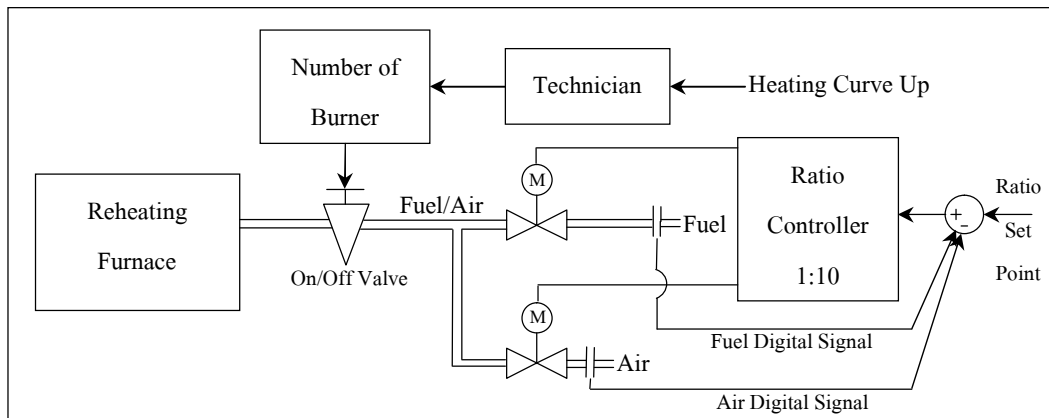 Number of
Burner
Technician
Heating Curve Up
Reheating
Furnace
On/Off Valve
Fuel/Air
M
Fuel
Ratio
Controller
1:10
+
-
Ratio
Set
Point
Fuel Digital Signal
M
Air
Air Digital Signal